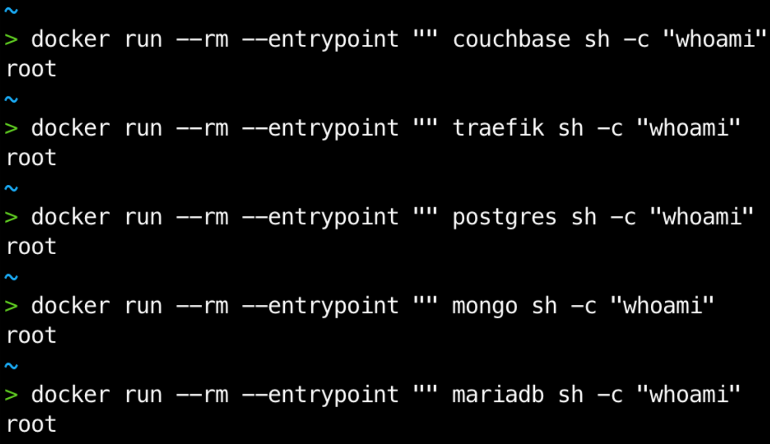 ~
> docker run --rm --entrypoint "" couchbase sh -c "whoami"
root
~
> docker run --rm --entrypoint "" traefik sh -c "whoami"
root
~
> docker run --rm --entrypoint "" postgres sh -c "whoami"
root
~
> docker run --rm --entrypoint "" mongo sh -c "whoami"
root
~
> docker run --rm --entrypoint "" mariadb sh -c "whoami"
root